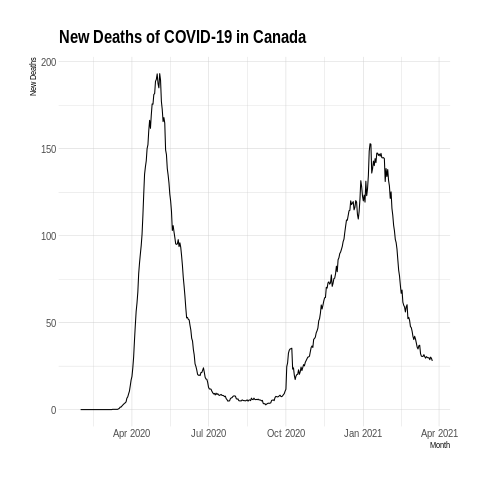 New Deaths of COVID-19 in Canada
New Deaths
200
150
100
50
0
Apr 2020 Jul 2020 Oct 2020 Jan 2021 Apr 2021
Month